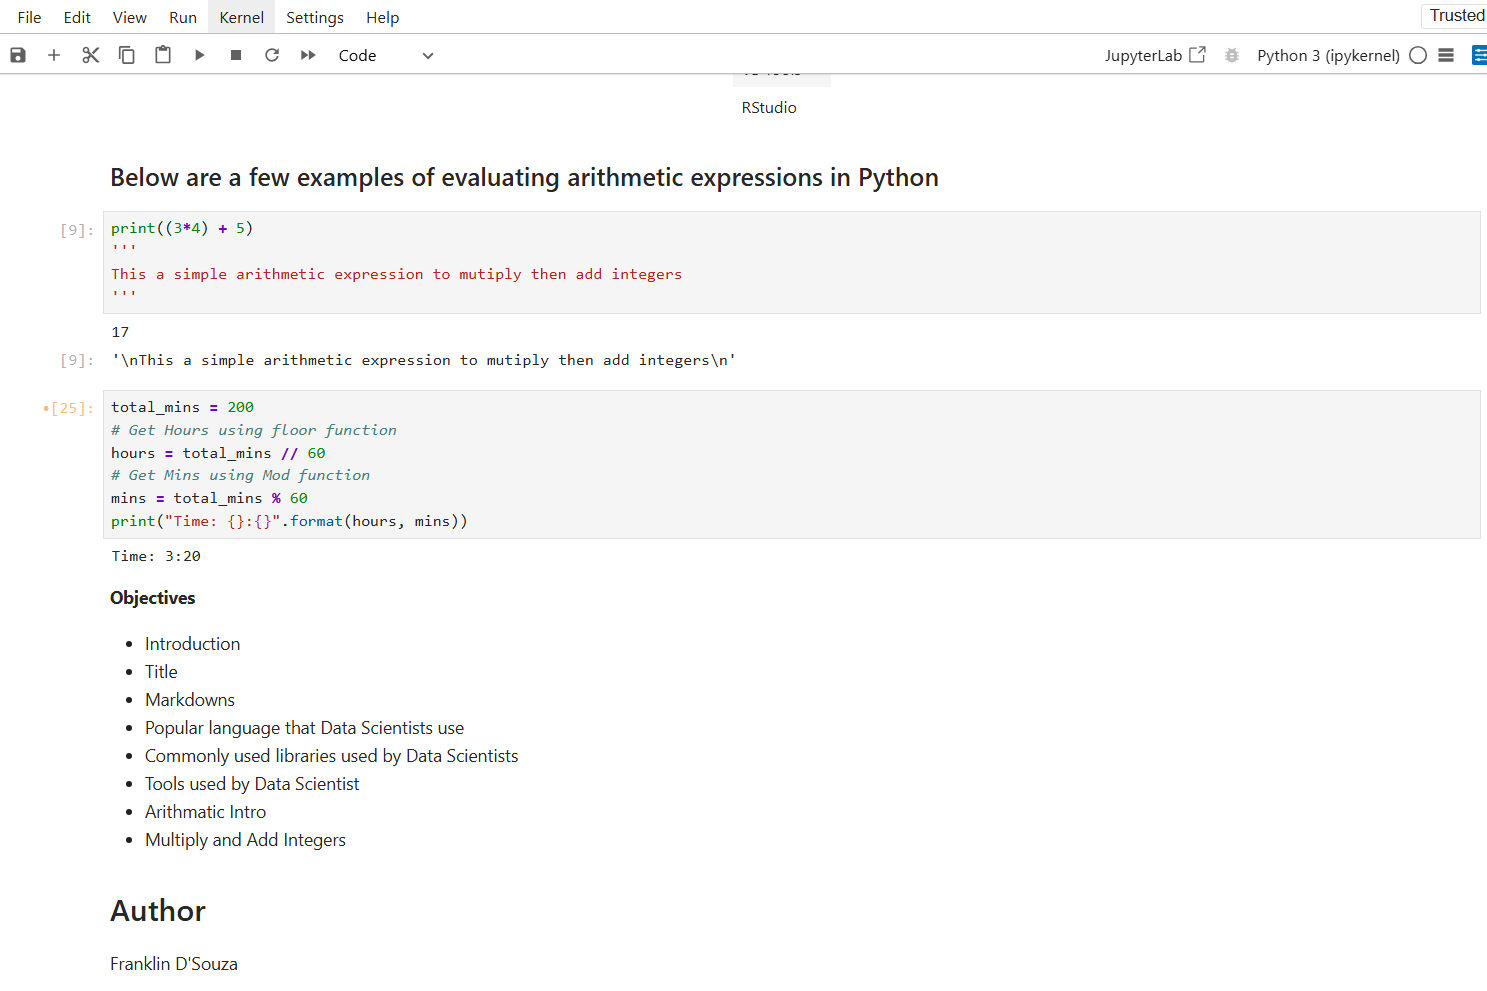 File Edit View Run Kernel Settings Help
Trusted
Code
JupyterLab
Python 3 (ipykernel)
RStudio
Below are a few examples of evaluating arithmetic expressions in Python
[9]: print((3*4) + 5)
'''
This a simple arithmetic expression to mutiply then add integers
'''
17
[9]: '\nThis a simple arithmetic expression to mutiply then add integers\n'
•[25]: total_mins = 200
# Get Hours using floor function
hours = total_mins // 60
# Get Mins using Mod function
mins = total_mins % 60
print("Time: {}:{}".format(hours, mins))
Time: 3:20
Objectives
• Introduction
• Title
• Markdowns
• Popular language that Data Scientists use
• Commonly used libraries used by Data Scientists
• Tools used by Data Scientist
• Arithmatic Intro
• Multiply and Add Integers
Author
Franklin D'Souza